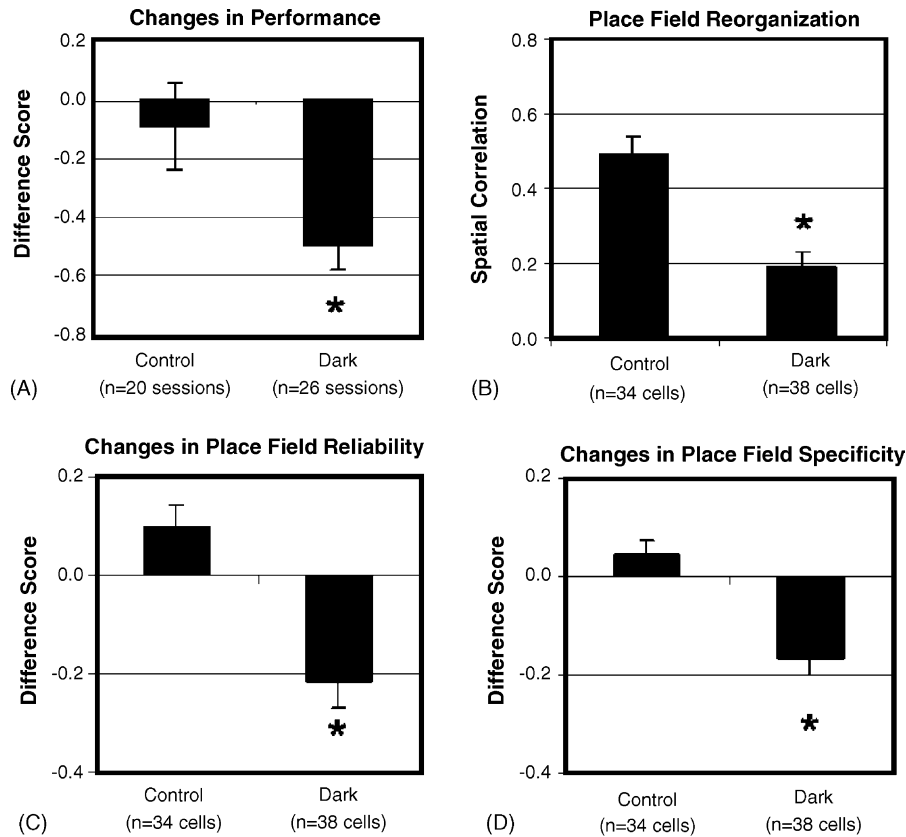 Changes in Performance
0.2
0.0
-0.2
-0.4
-0.6
-0.8
Difference Score
*
Control
Dark
(A)
(n=20 sessions)
(n=26 sessions)
Place Field Reorganization
0.8
0.6
0.4
0.2
0.0
Spatial Correlation
*
Control
Dark
(B)
(n=34 cells)
(n=38 cells)
Changes in Place Field Reliability
0.2
0.0
-0.2
-0.4
Difference Score
*
Control
Dark
(C)
(n=34 cells)
(n=38 cells)
Changes in Place Field Specificity
0.2
0.0
-0.2
-0.4
Difference Score
*
Control
Dark
(D)
(n=34 cells)
(n=38 cells)